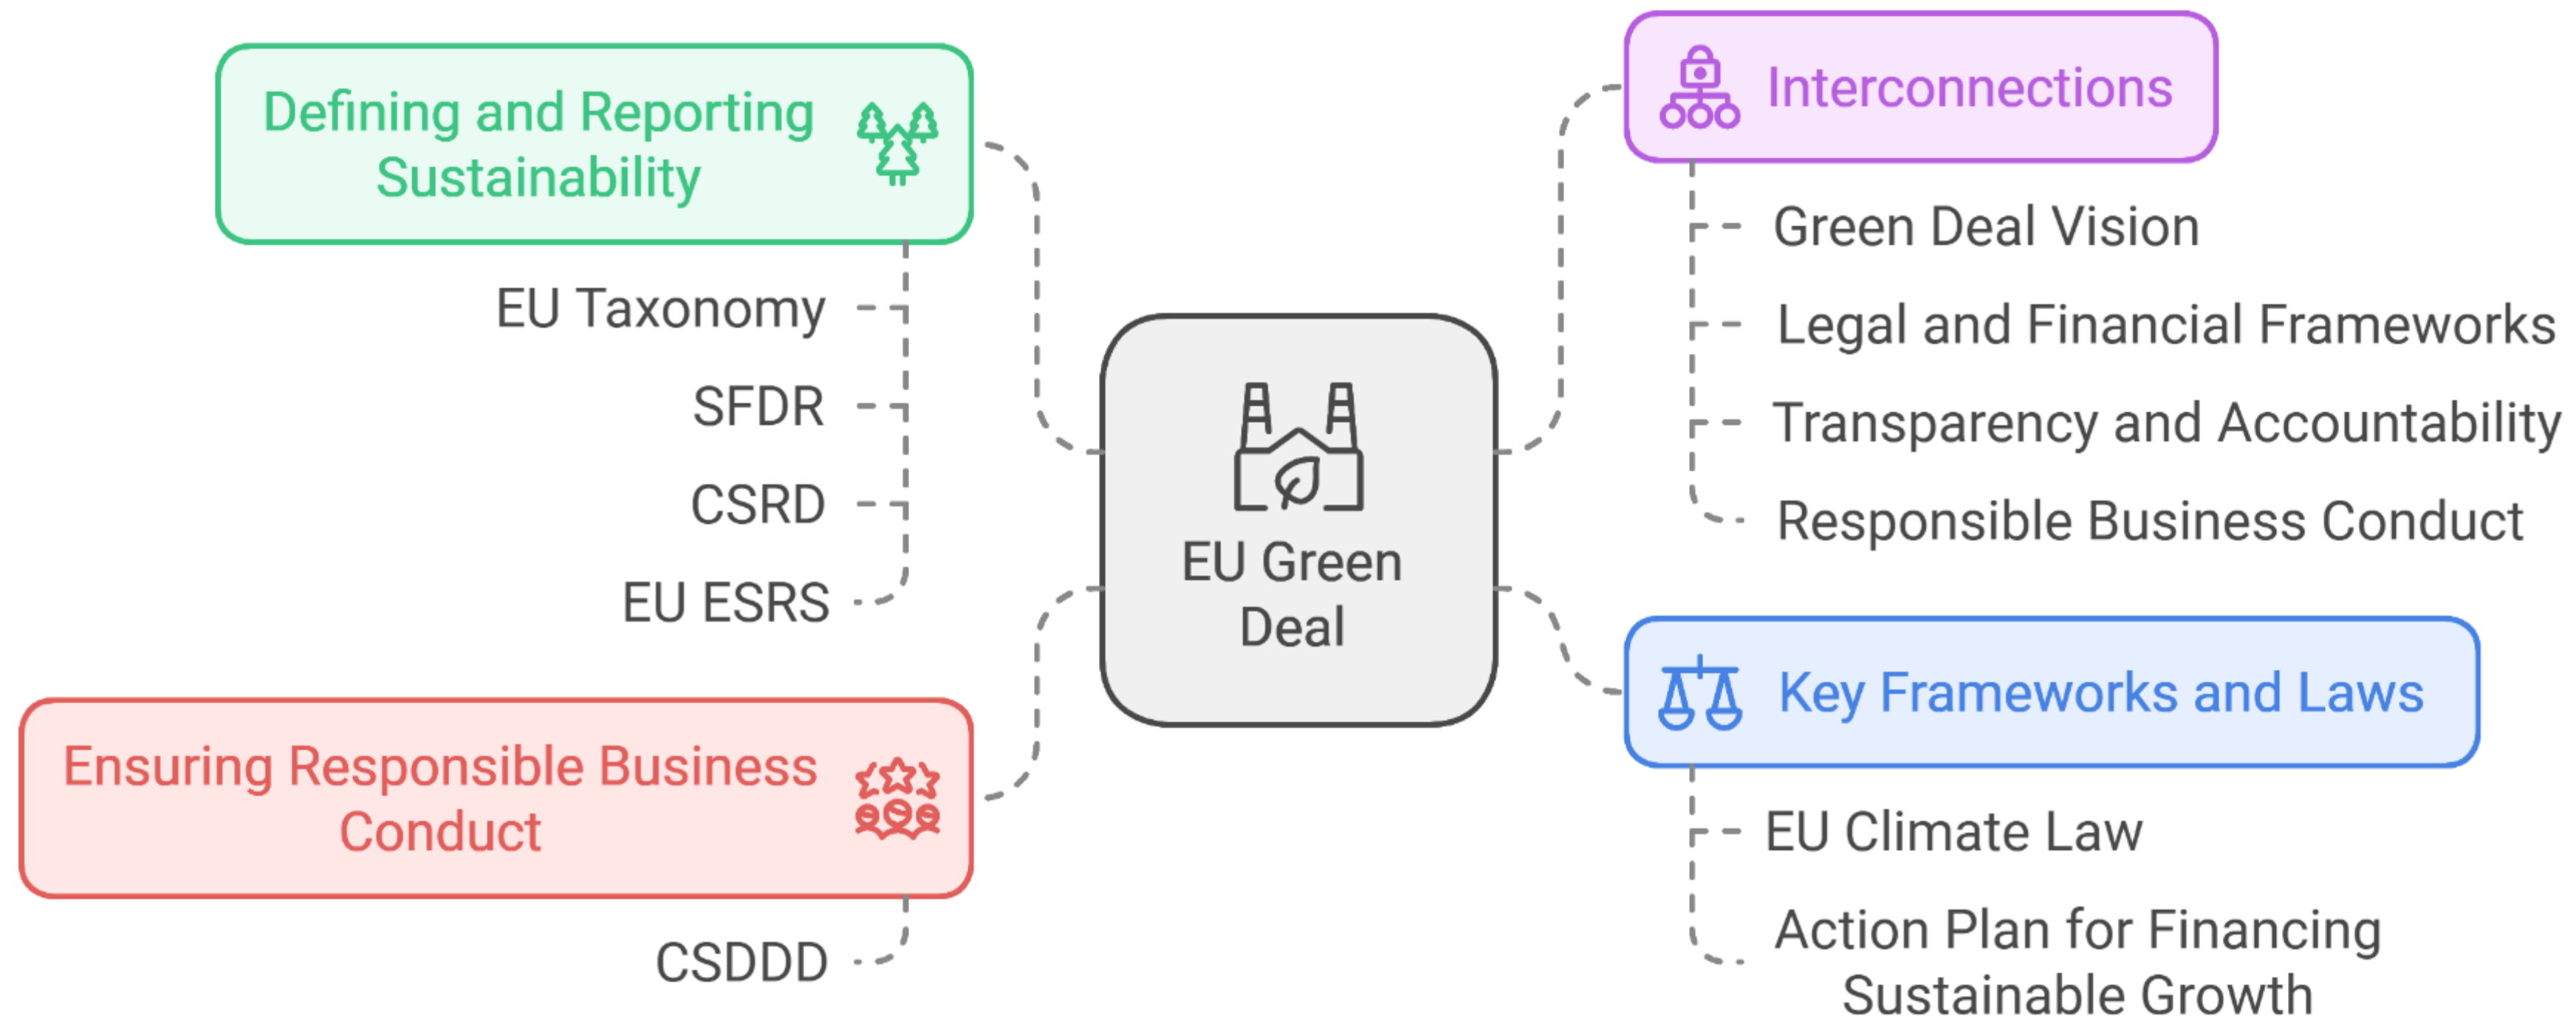 Defining and Reporting
Sustainability
EU Taxonomy
SFDR
CSRD
EU ESRS
Ensuring Responsible Business
Conduct
CSDDD
EU Green
Deal
Interconnections
Green Deal Vision
Legal and Financial Frameworks
Transparency and Accountability
Responsible Business Conduct
Key Frameworks and Laws
EU Climate Law
Action Plan for Financing
Sustainable Growth